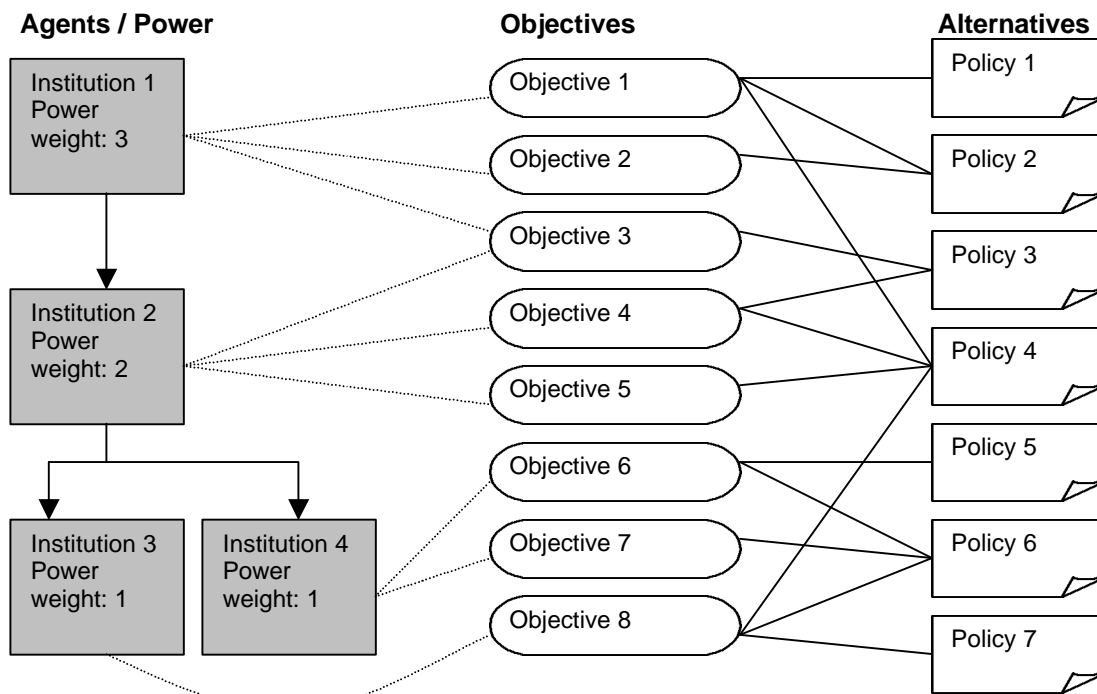 Agents / Power
Objectives
Alternatives
Institution 1
Power
weight: 3
Institution 2
Power
weight: 2
Institution 3
Power
weight: 1
Institution 4
Power
weight: 1
Objective 1
Objective 2
Objective 3
Objective 4
Objective 5
Objective 6
Objective 7
Objective 8
Policy 1
Policy 2
Policy 3
Policy 4
Policy 5
Policy 6
Policy 7